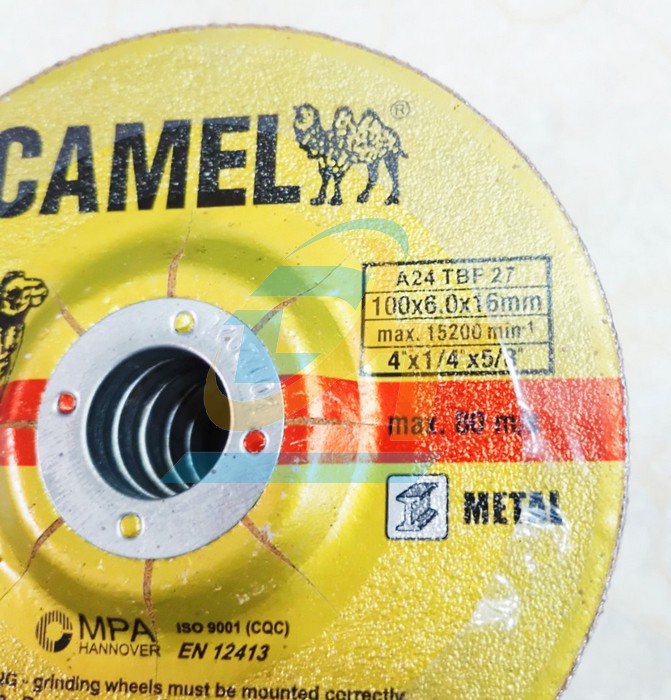 CAMEL ®
A24 TBF 27
100x6.0x16mm
max. 15200 min-1
4"x1/4"x5/8"
max. 80 m/s
METAL
MPA
HANNOVER
ISO 9001 (CQC)
EN 12413
- grinding wheels must be mounted correctly